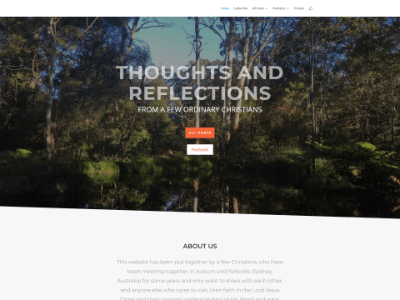 Home Subscribe All Posts Podcasts Privacy
THOUGHTS AND
REFLECTIONS
FROM A FEW ORDINARY CHRISTIANS
ALL POSTS
Podcast
ABOUT US
This website has been put together by a few Christians who have
been meeting together in Auburn and Kellyville (Sydney,
Australia) for some years and who want to share with each other,
and anyone else who cares to visit, their faith in the Lord Jesus
Christ and their growing understanding of His Word and ways